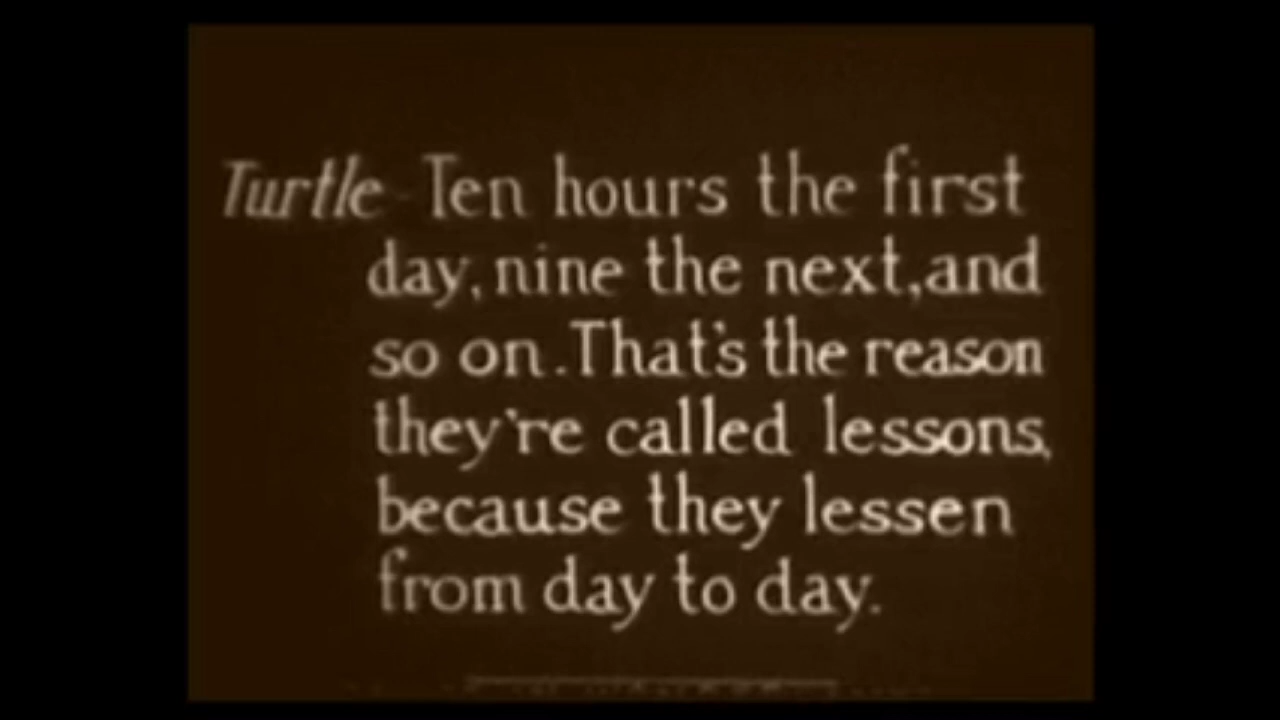 Turtle - Ten hours the first
day, nine the next, and
so on. That's the reason
they're called lessons,
because they lessen
from day to day.